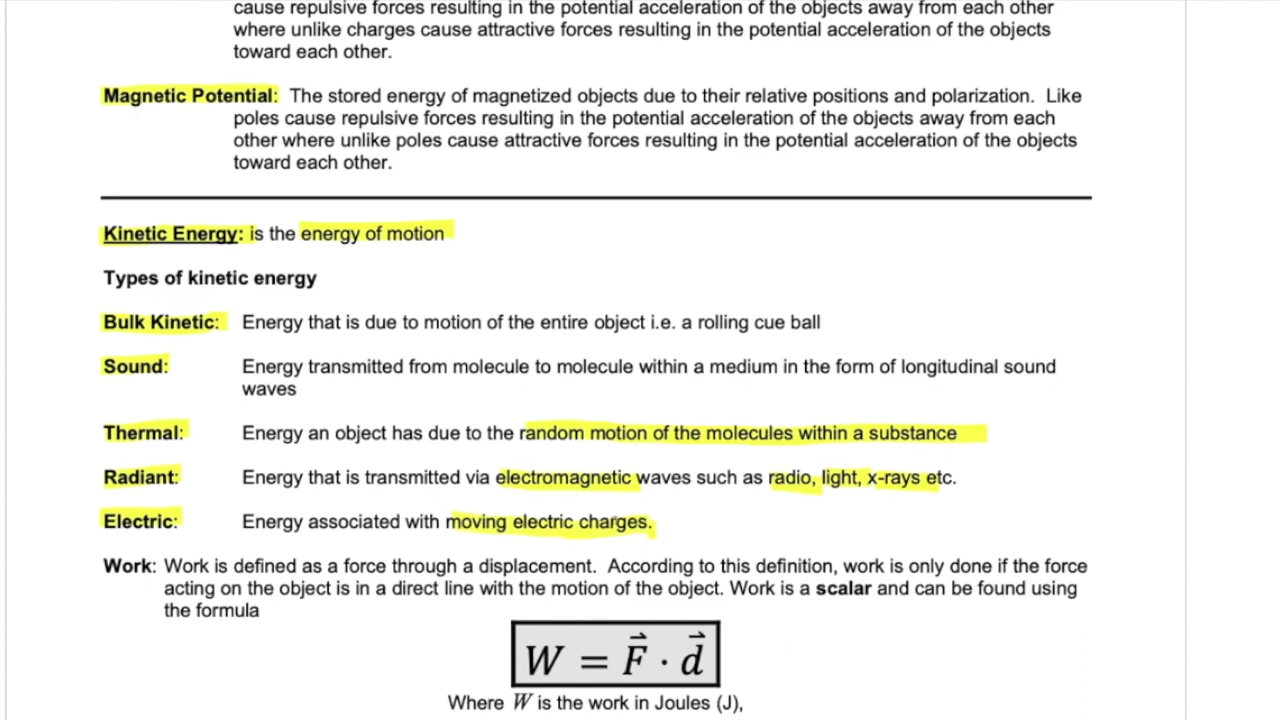 cause repulsive forces resulting in the potential acceleration of the objects away from each other
where unlike charges cause attractive forces resulting in the potential acceleration of the objects
toward each other.
Magnetic Potential: The stored energy of magnetized objects due to their relative positions and polarization. Like
poles cause repulsive forces resulting in the potential acceleration of the objects away from each
other where unlike poles cause attractive forces resulting in the potential acceleration of the objects
toward each other.
Kinetic Energy: is the energy of motion
Types of kinetic energy
Bulk Kinetic: Energy that is due to motion of the entire object i.e. a rolling cue ball
Sound: Energy transmitted from molecule to molecule within a medium in the form of longitudinal sound
waves
Thermal: Energy an object has due to the random motion of the molecules within a substance
Radiant: Energy that is transmitted via electromagnetic waves such as radio, light, x-rays etc.
Electric: Energy associated with moving electric charges.
Work: Work is defined as a force through a displacement. According to this definition, work is only done if the force
acting on the object is in a direct line with the motion of the object. Work is a scalar and can be found using
the formula
W = F⃗ · d⃗
Where W is the work in Joules (J),